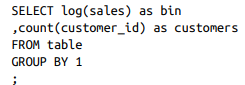 SELECT log(sales) as bin
,count(customer_id) as customers
FROM table
GROUP BY 1
;